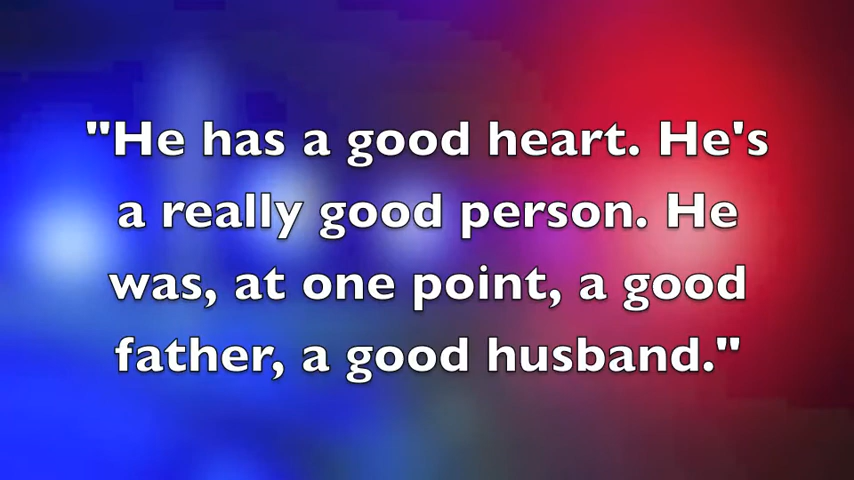 "He has a good heart. He's
a really good person. He
was, at one point, a good
father, a good husband."